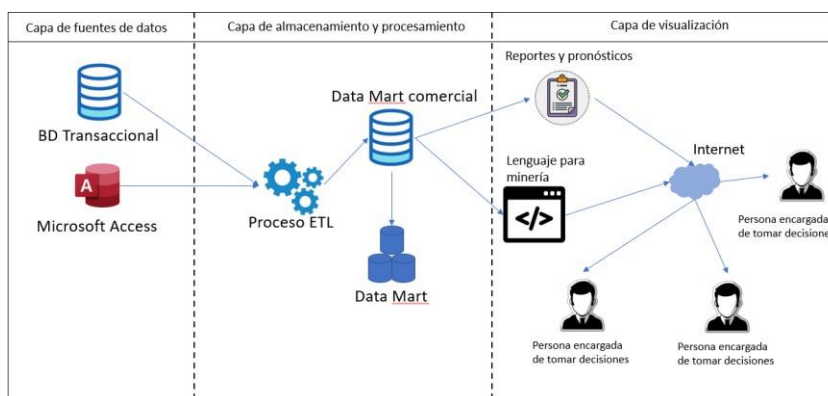 Capa de fuentes de datos
Capa de almacenamiento y procesamiento
Capa de visualización
BD Transaccional
A
Microsoft Access
Proceso ETL
Data Mart comercial
Data Mart
Reportes y pronósticos
Lenguaje para
minería
</>
Internet
Persona encargada
de tomar decisiones
Persona encargada
de tomar decisiones
Persona encargada
de tomar decisiones